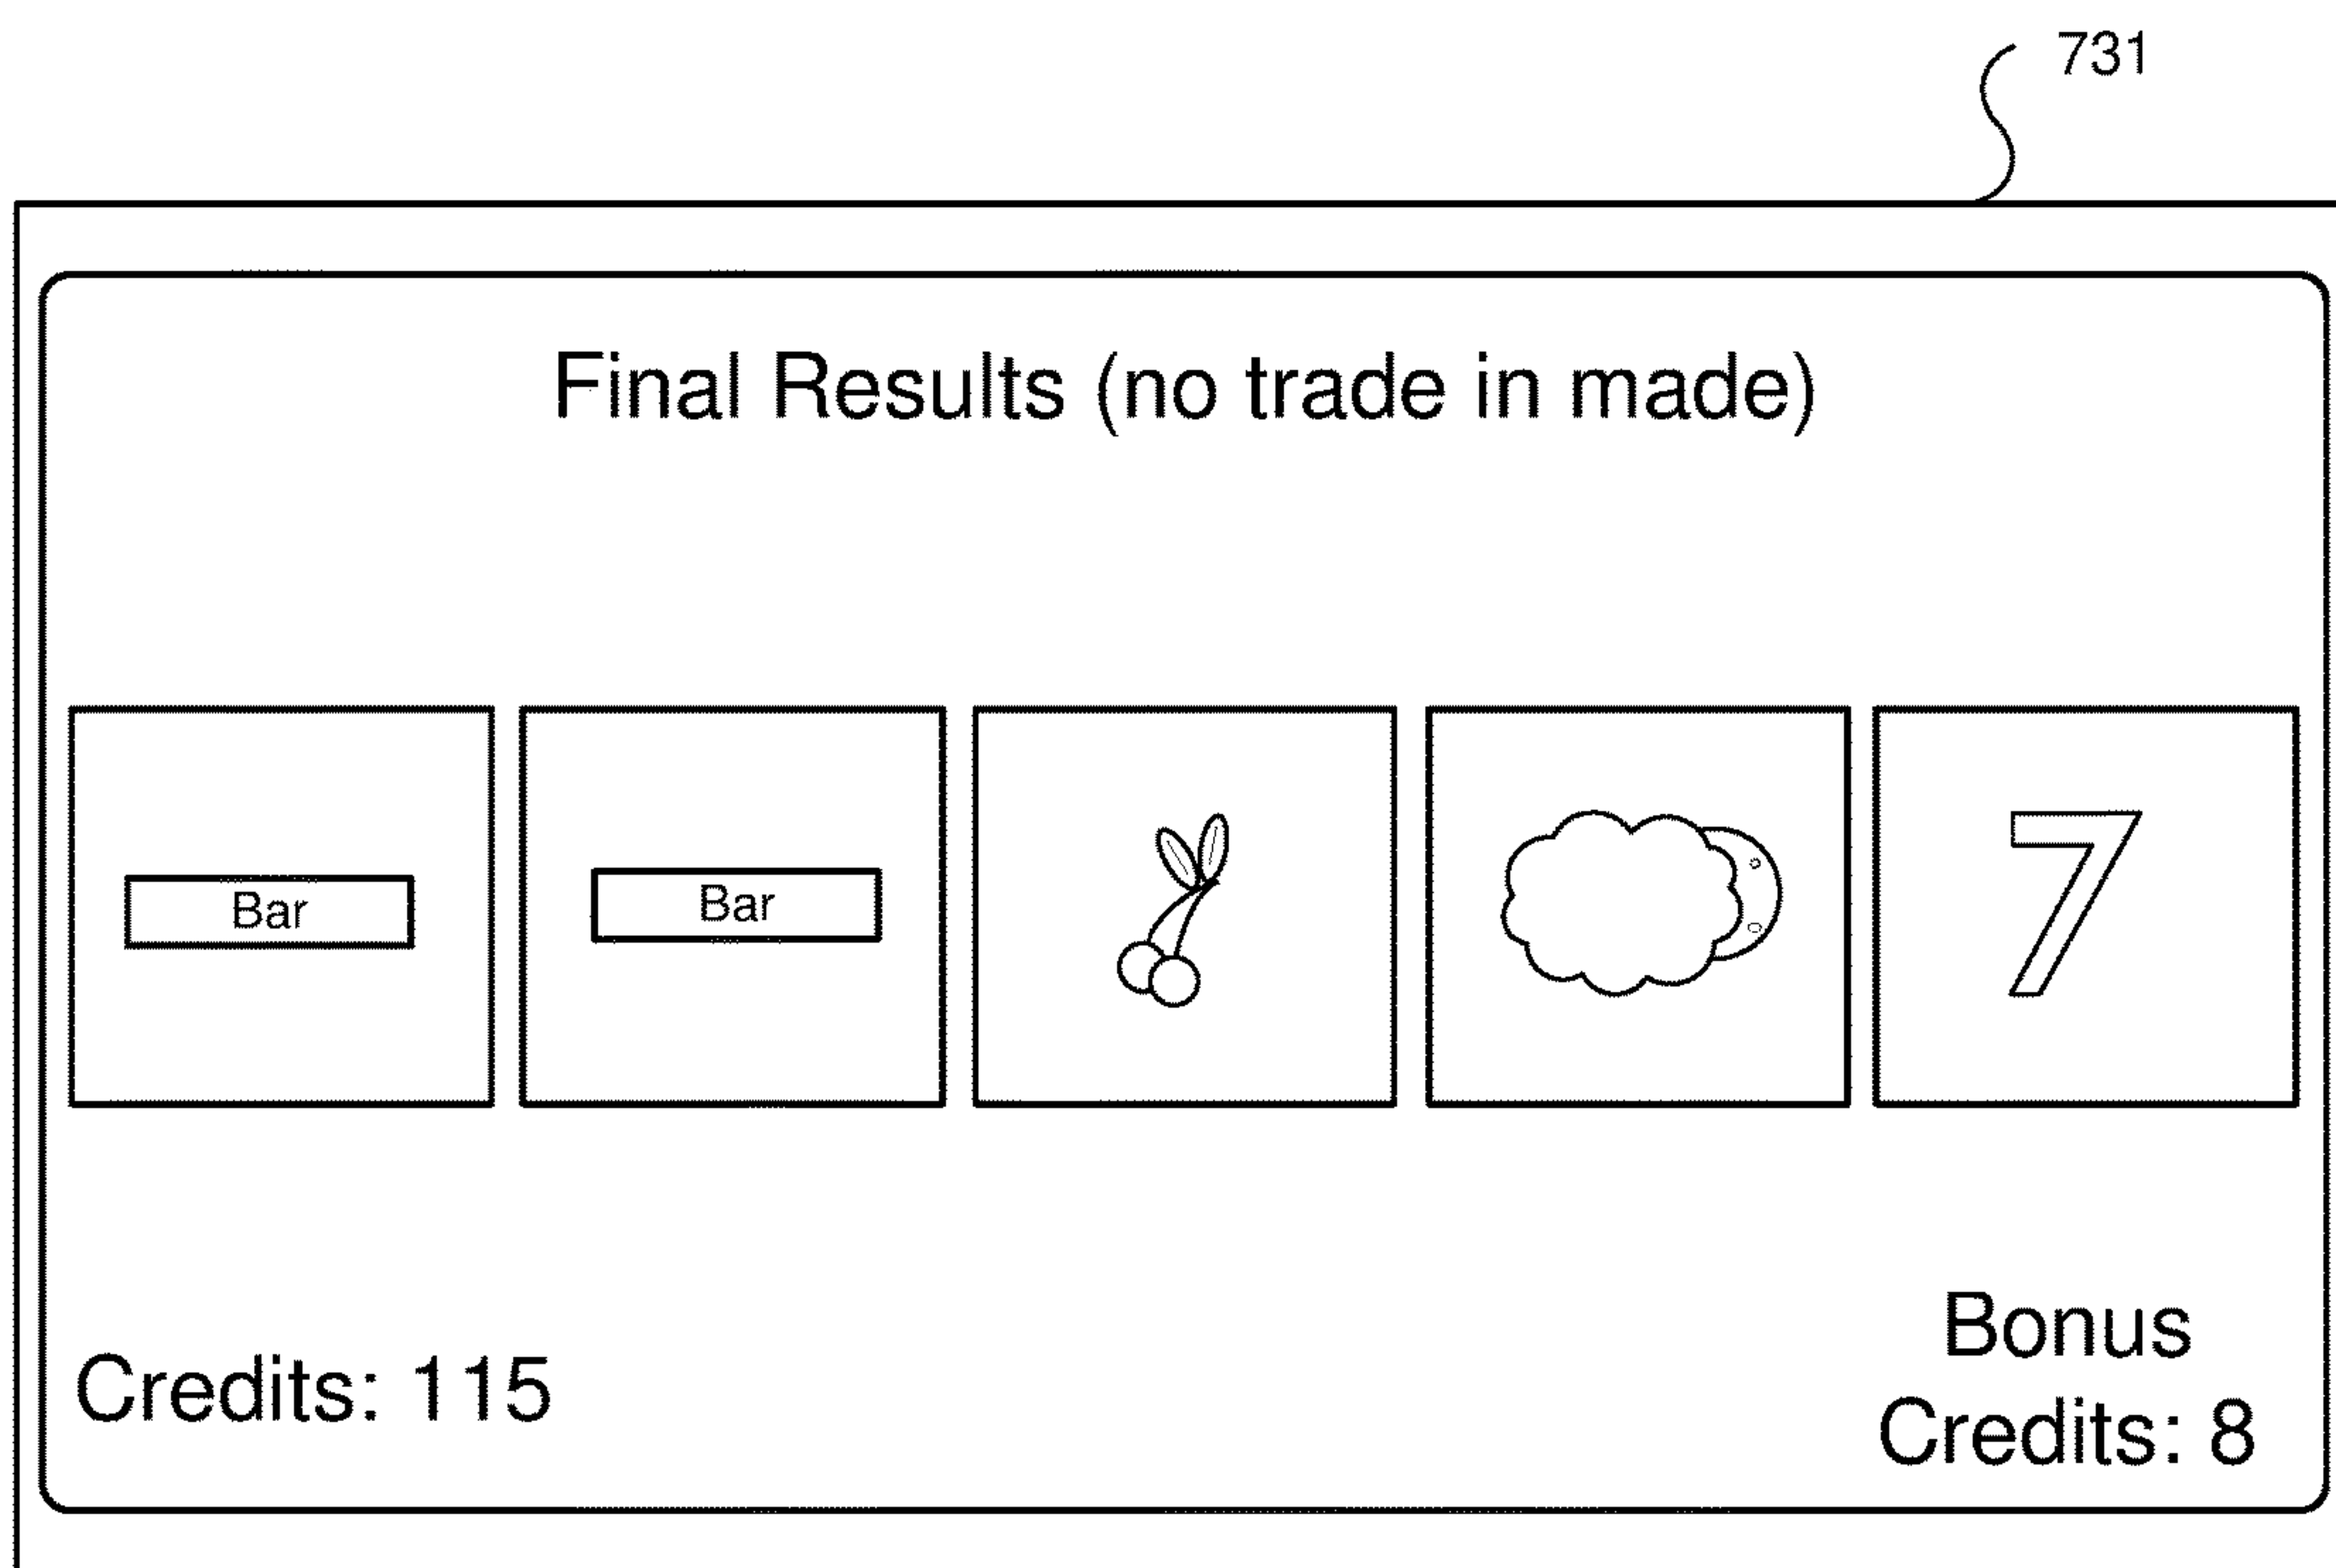 731
Final Results (no trade in made)
Bar
Bar
7
Credits: 115
Bonus
Credits: 8